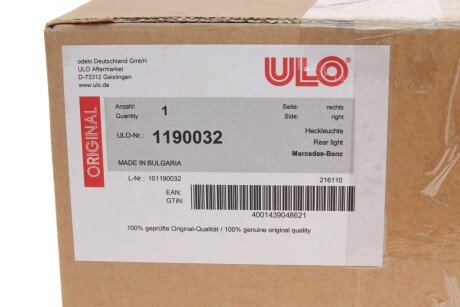 odelo Deutschland GmbH
ULO Aftermarket
D-73312 Geislingen
www.ulo.de
ULO®
ORIGINAL
Anzahl: 1 Seite: rechts
Quantity Side: right
ULO-Nr.: 1190032 Heckleuchte
Rear light
Mercedes-Benz
MADE IN BULGARIA
L-Nr.: 101190032 216110
EAN:
GTIN:
4001439048621
100% geprüfte Original-Qualität / 100% genuine original quality